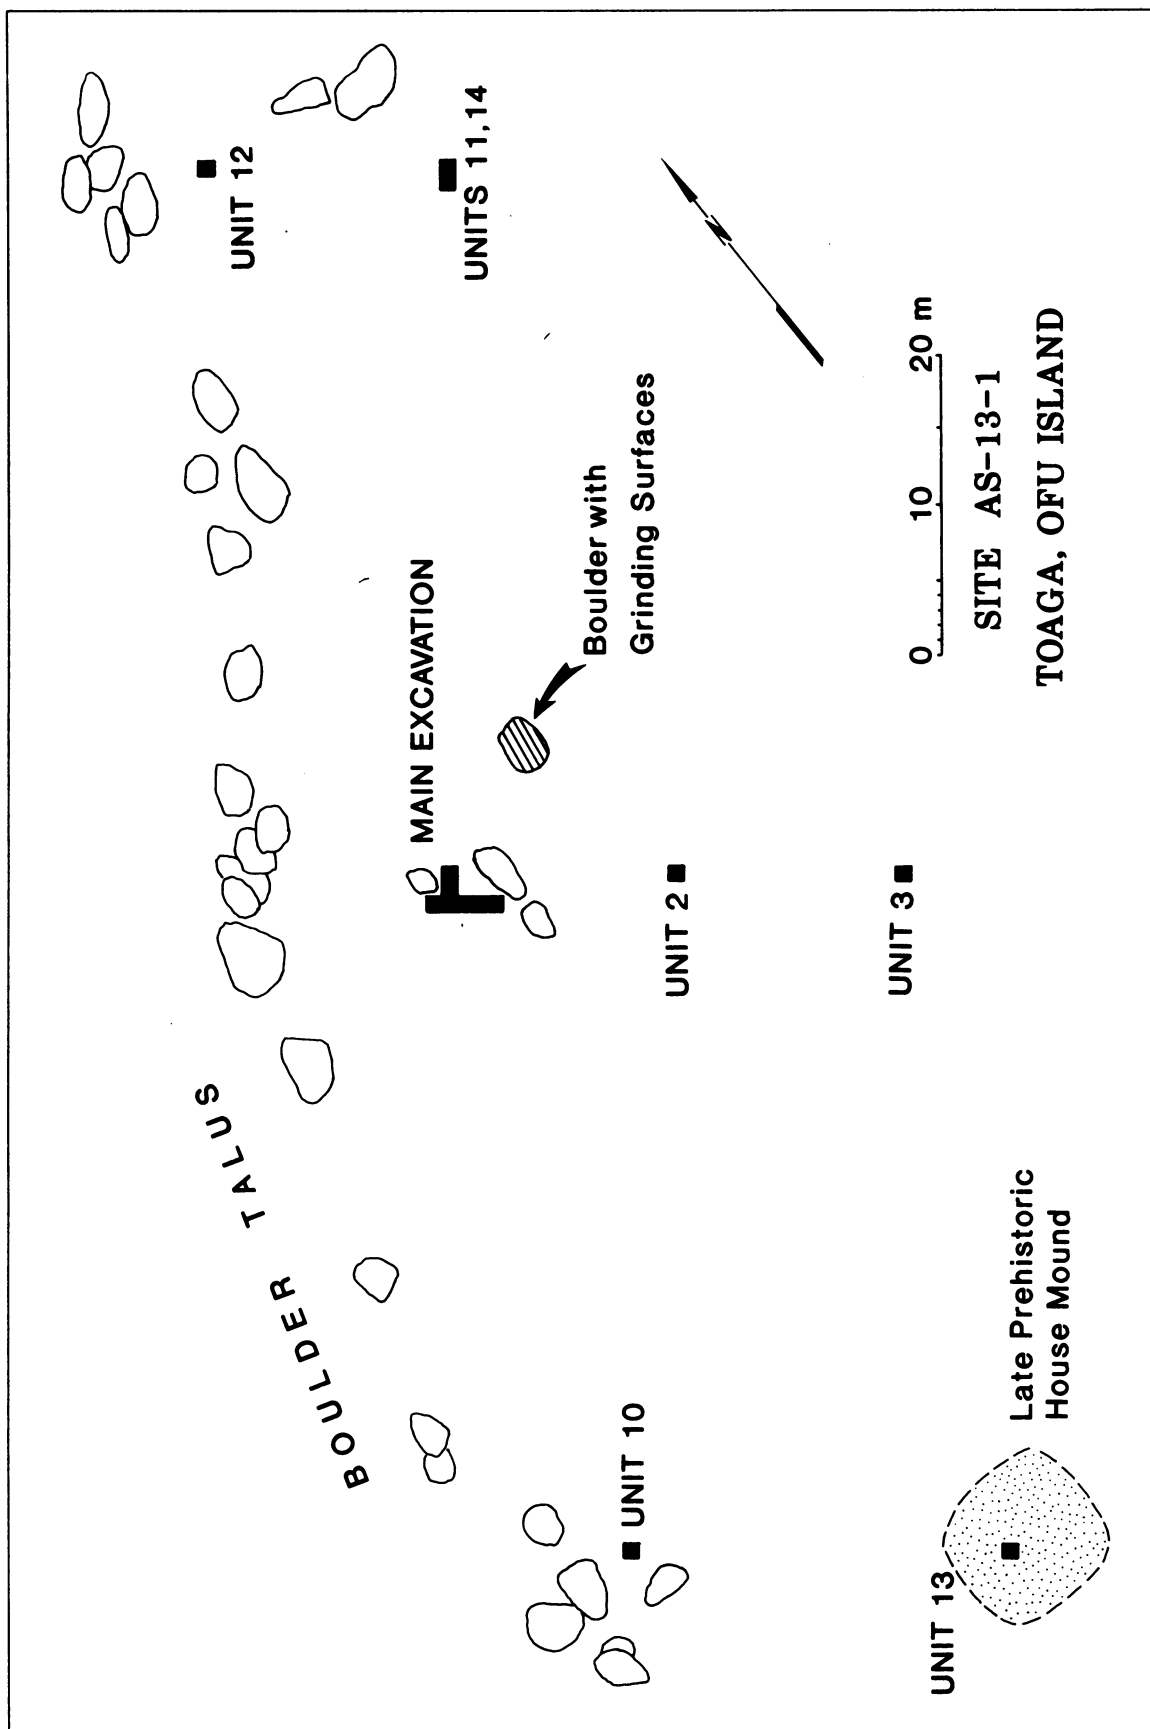 UNIT 12
UNITS 11, 14
MAIN EXCAVATION
Boulder with
Grinding Surfaces
BOULDER TALUS
UNIT 2
UNIT 3
UNIT 10
UNIT 13
Late Prehistoric
House Mound
0 10 20 m
SITE AS-13-1
TOAGA, OFU ISLAND
N